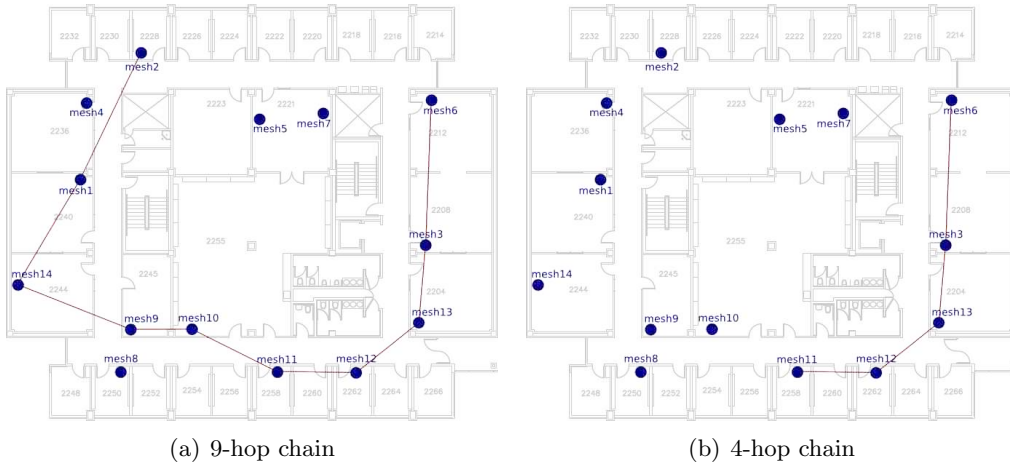 2232 2230 2228 2226 2224 2222 2220 2218 2216 2214
mesh2
mesh4
2223 2221
mesh6
mesh5 mesh7
2236
2212
mesh1
2240
2208
mesh3
2255
mesh14
2245
2244
2204
mesh13
mesh9 mesh10
mesh8
mesh11 mesh12
2248 2250 2252 2254 2256 2258 2260 2262 2264 2266
(a) 9-hop chain
2232 2230 2228 2226 2224 2222 2220 2218 2216 2214
mesh2
mesh4
2223 2221
mesh6
mesh5 mesh7
2236
2212
mesh1
2240
2208
mesh3
2255
mesh14
2245
2244
2204
mesh13
mesh9 mesh10
mesh8
mesh11 mesh12
2248 2250 2252 2254 2256 2258 2260 2262 2264 2266
(b) 4-hop chain